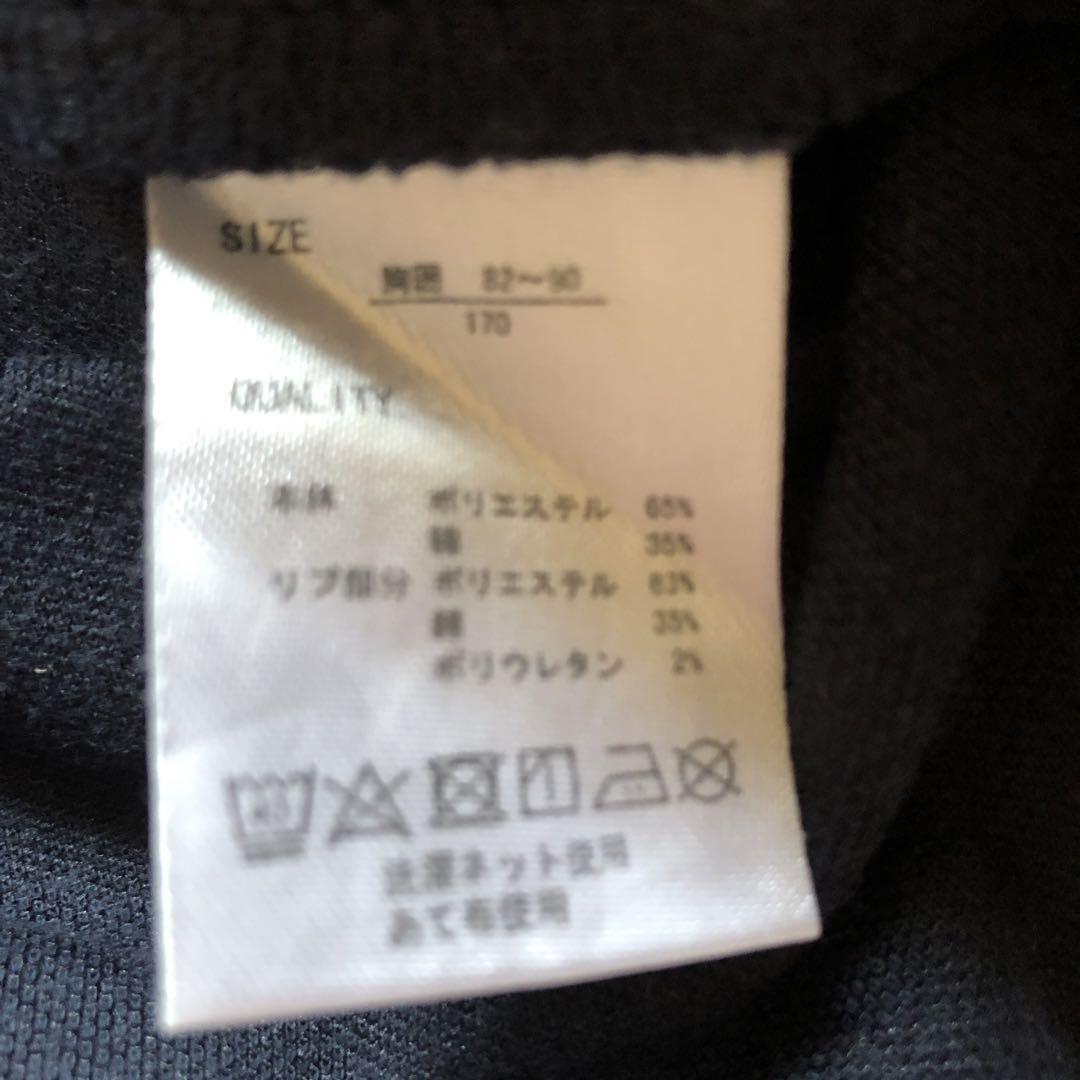 SIZE
胸囲 82〜90
170
QUALITY
本体 ポリエステル 65%
綿 35%
リブ部分 ポリエステル 63%
綿 35%
ポリウレタン 2%
40
洗濯ネット使用
あて布使用